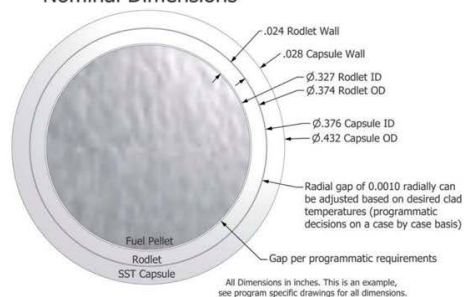 Nominal Dimensions
.024 Rodlet Wall
.028 Capsule Wall
Ø.327 Rodlet ID
Ø.374 Rodlet OD
Ø.376 Capsule ID
Ø.432 Capsule OD
Radial gap of 0.0010 radially can
be adjusted based on desired clad
temperatures (programmatic
decisions on a case by case basis)
Fuel Pellet
Gap per programmatic requirements
Rodlet
SST Capsule
All Dimensions in inches. This is an example,
see program specific drawings for all dimensions.